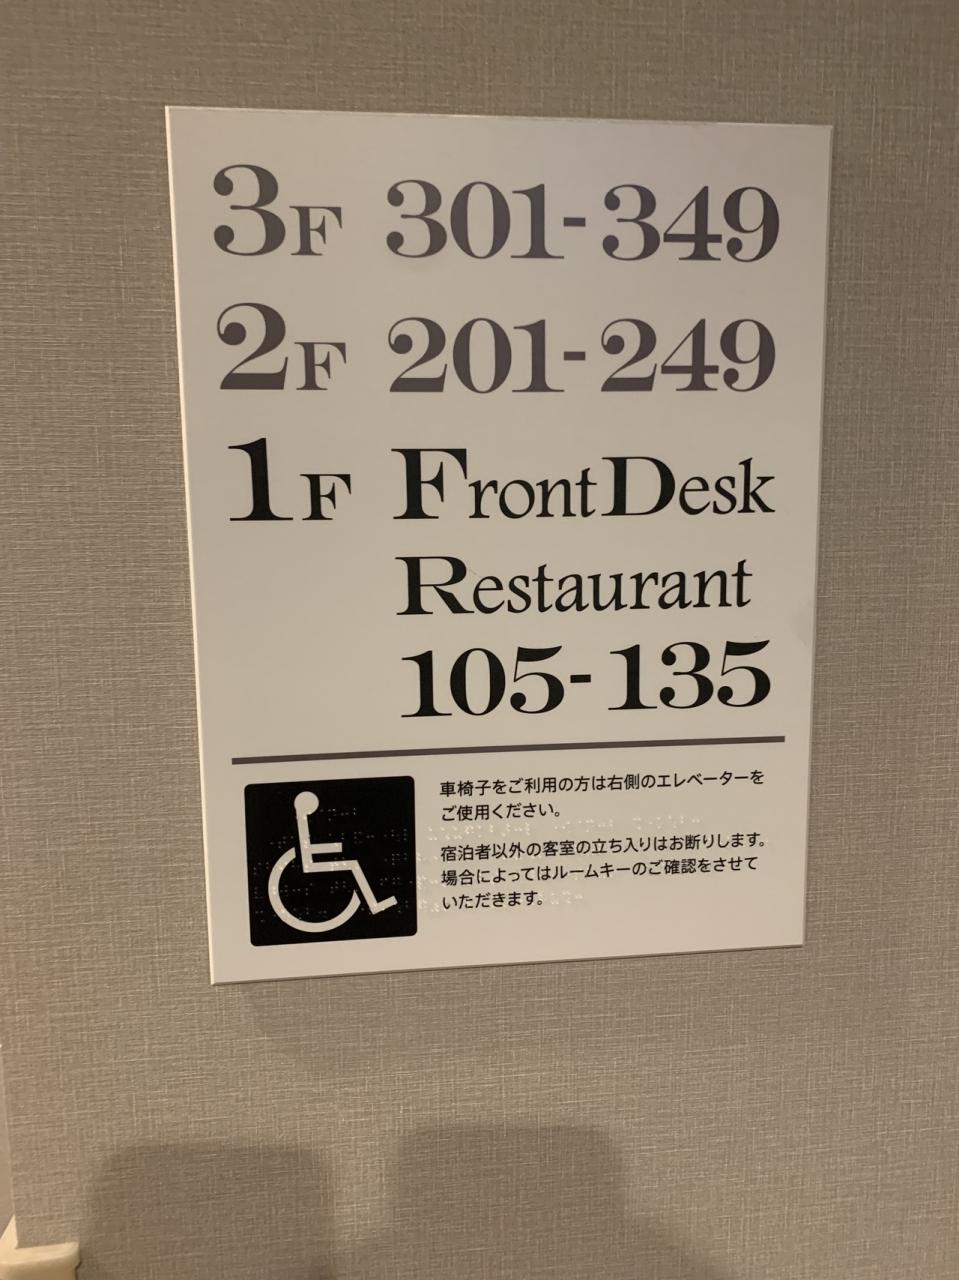 3F 301-349
2F 201-249
1F Front Desk
Restaurant
105-135
車椅子をご利用の方は右側のエレベーターを
ご使用ください。
宿泊者以外の客室の立ち入りはお断りします。
場合によってはルームキーのご確認をさせて
いただきます。